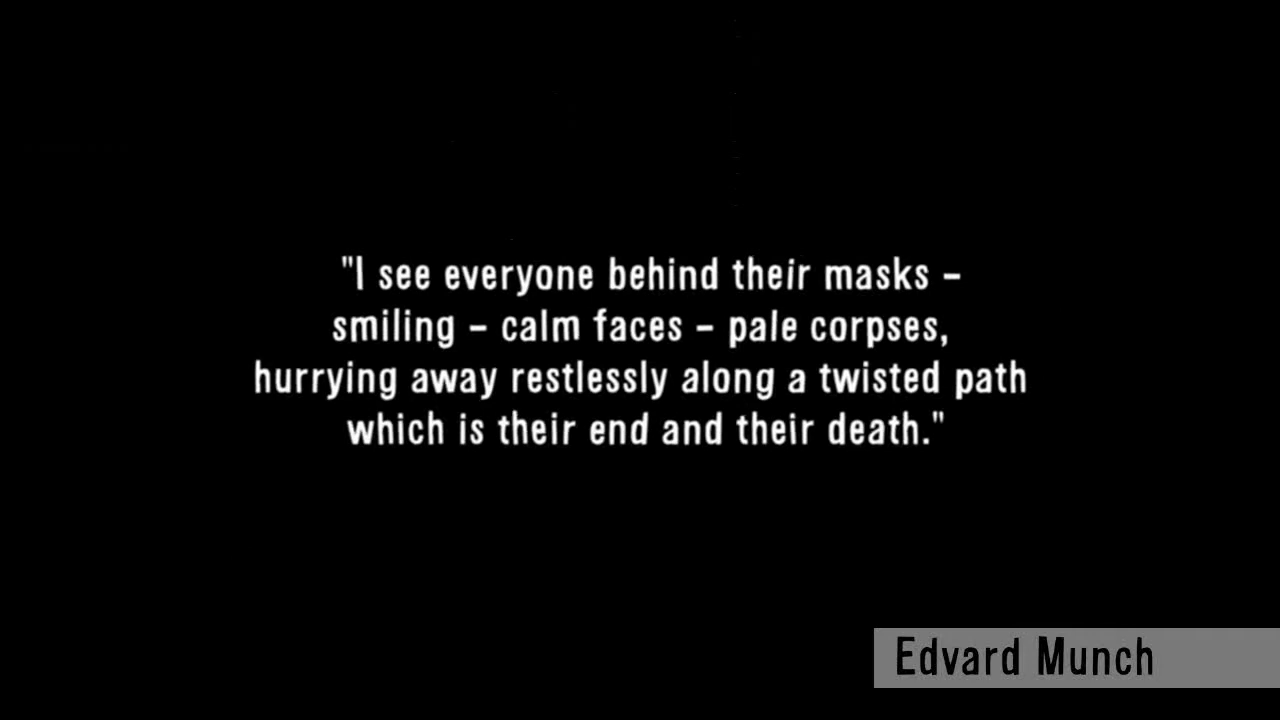 "I see everyone behind their masks –
smiling – calm faces – pale corpses,
hurrying away restlessly along a twisted path
which is their end and their death."
Edvard Munch